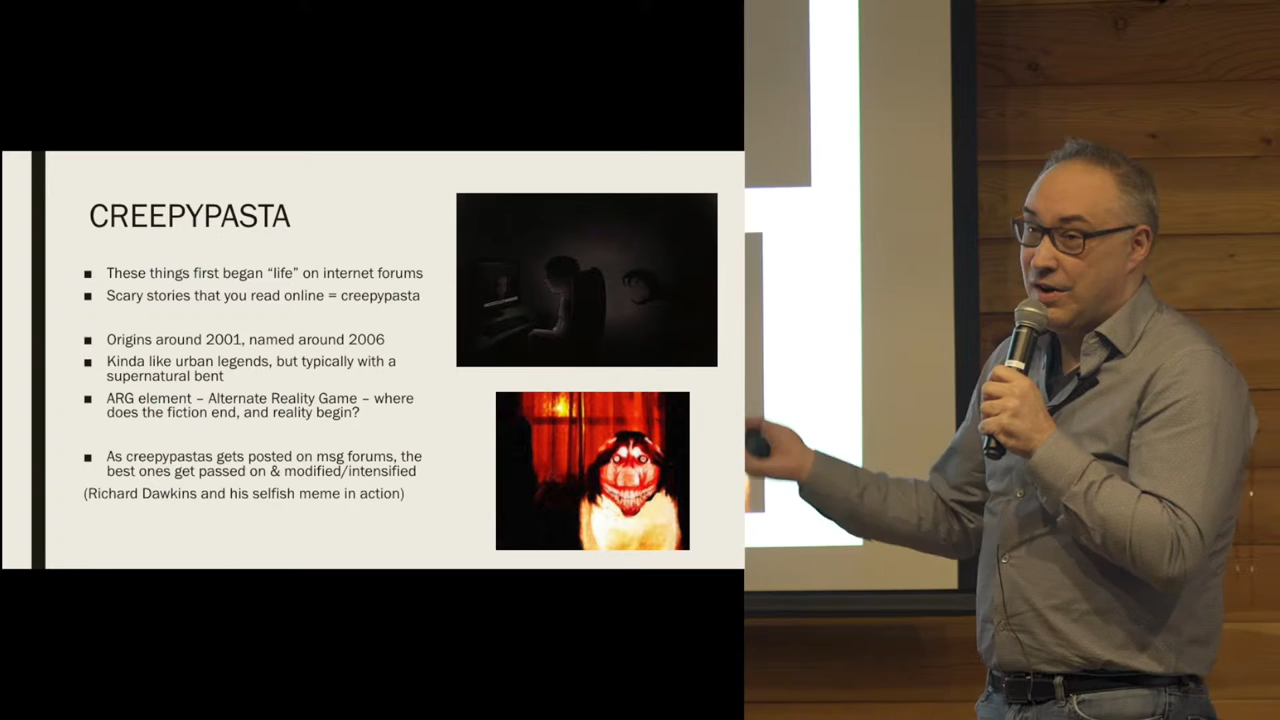 CREEPYPASTA
■ These things first began “life” on internet forums
■ Scary stories that you read online = creepypasta
■ Origins around 2001, named around 2006
■ Kinda like urban legends, but typically with a
supernatural bent
■ ARG element – Alternate Reality Game – where
does the fiction end, and reality begin?
■ As creepypastas gets posted on msg forums, the
best ones get passed on & modified/intensified
(Richard Dawkins and his selfish meme in action)